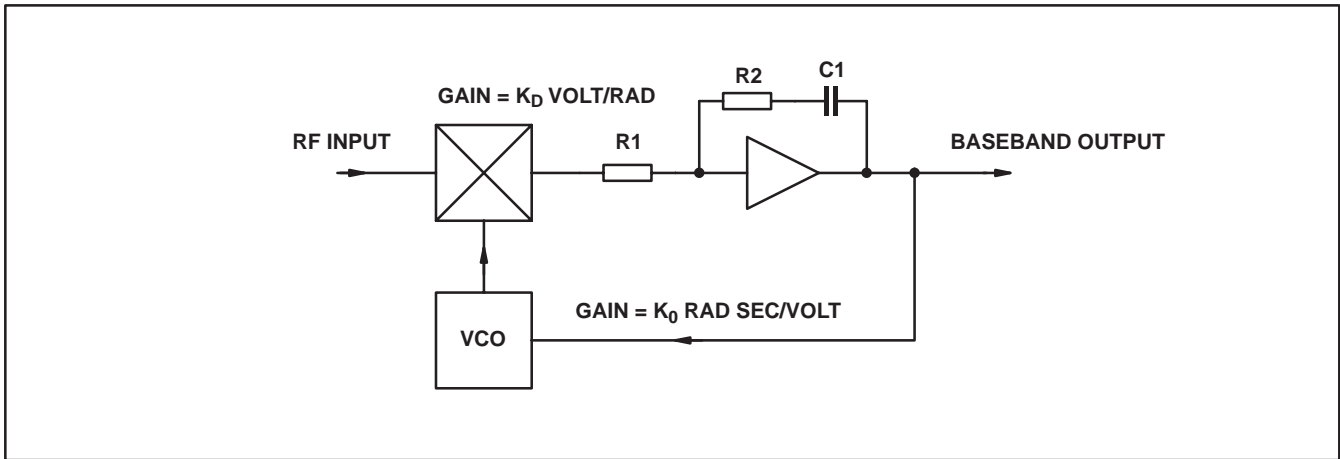 GAIN = KD VOLT/RAD
R2
C1
RF INPUT
R1
BASEBAND OUTPUT
VCO
GAIN = K0 RAD SEC/VOLT